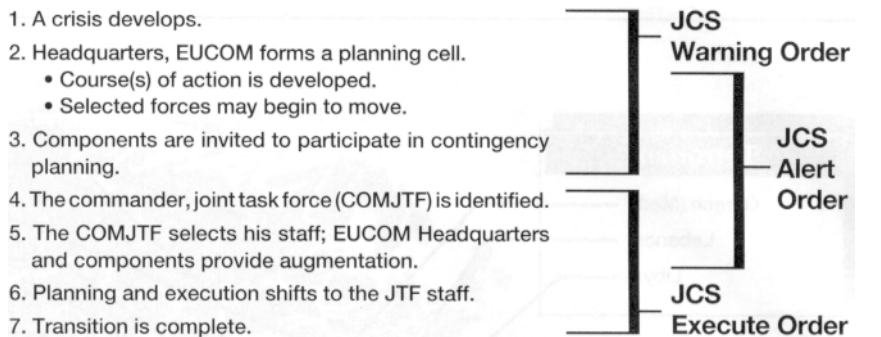 1. A crisis develops.
2. Headquarters, EUCOM forms a planning cell.
• Course(s) of action is developed.
• Selected forces may begin to move.
3. Components are invited to participate in contingency
planning.
4. The commander, joint task force (COMJTF) is identified.
5. The COMJTF selects his staff; EUCOM Headquarters
and components provide augmentation.
6. Planning and execution shifts to the JTF staff.
7. Transition is complete.
JCS
Warning Order
JCS
Alert
Order
JCS
Execute Order